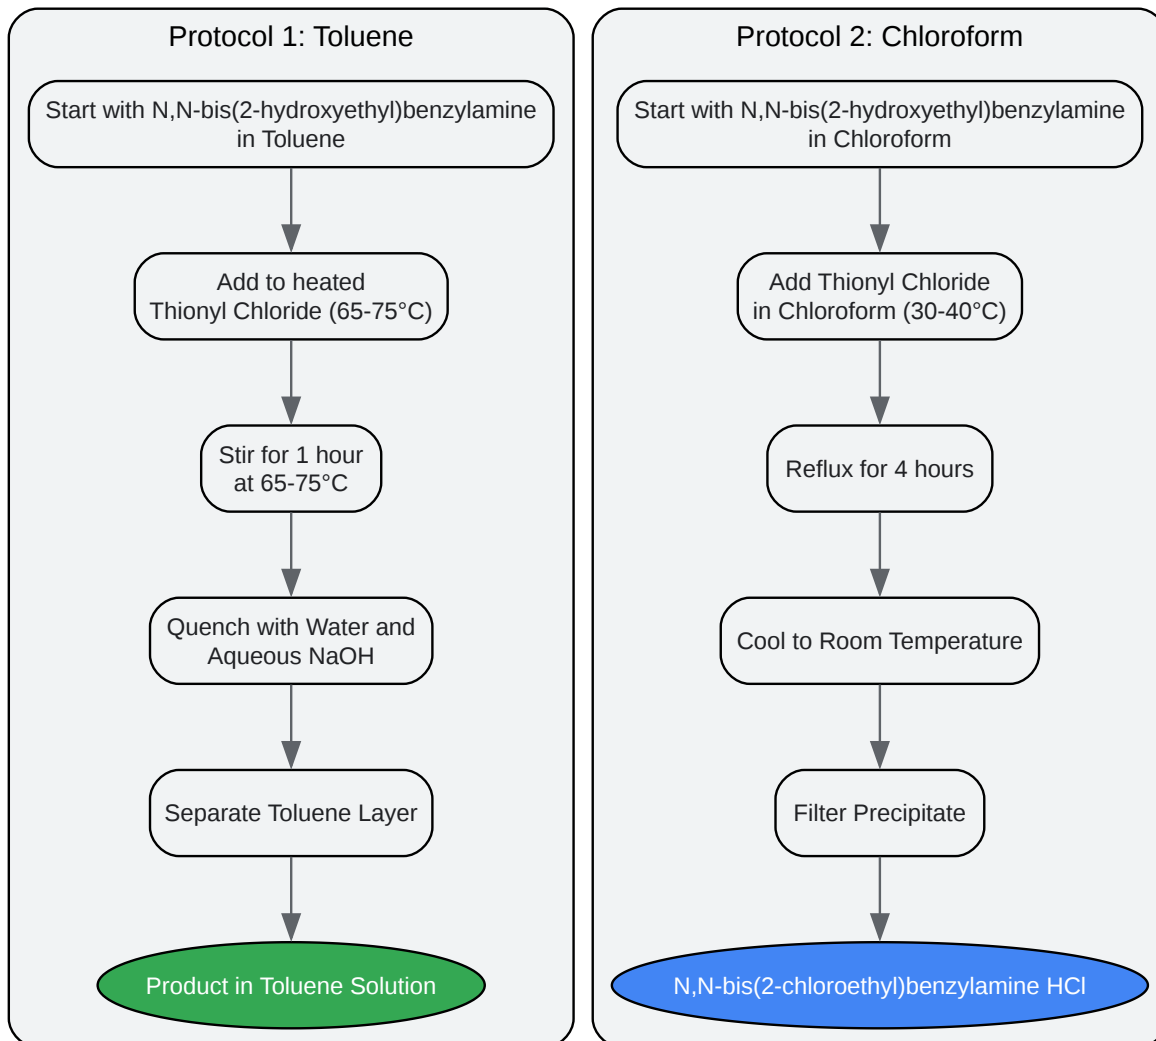 Protocol 1: Toluene
Start with N,N-bis(2-hydroxyethyl)benzylamine
in Toluene
Add to heated
Thionyl Chloride (65-75°C)
Stir for 1 hour
at 65-75°C
Quench with Water and
Aqueous NaOH
Separate Toluene Layer
Product in Toluene Solution
Protocol 2: Chloroform
Start with N,N-bis(2-hydroxyethyl)benzylamine
in Chloroform
Add Thionyl Chloride
in Chloroform (30-40°C)
Reflux for 4 hours
Cool to Room Temperature
Filter Precipitate
N,N-bis(2-chloroethyl)benzylamine HCl